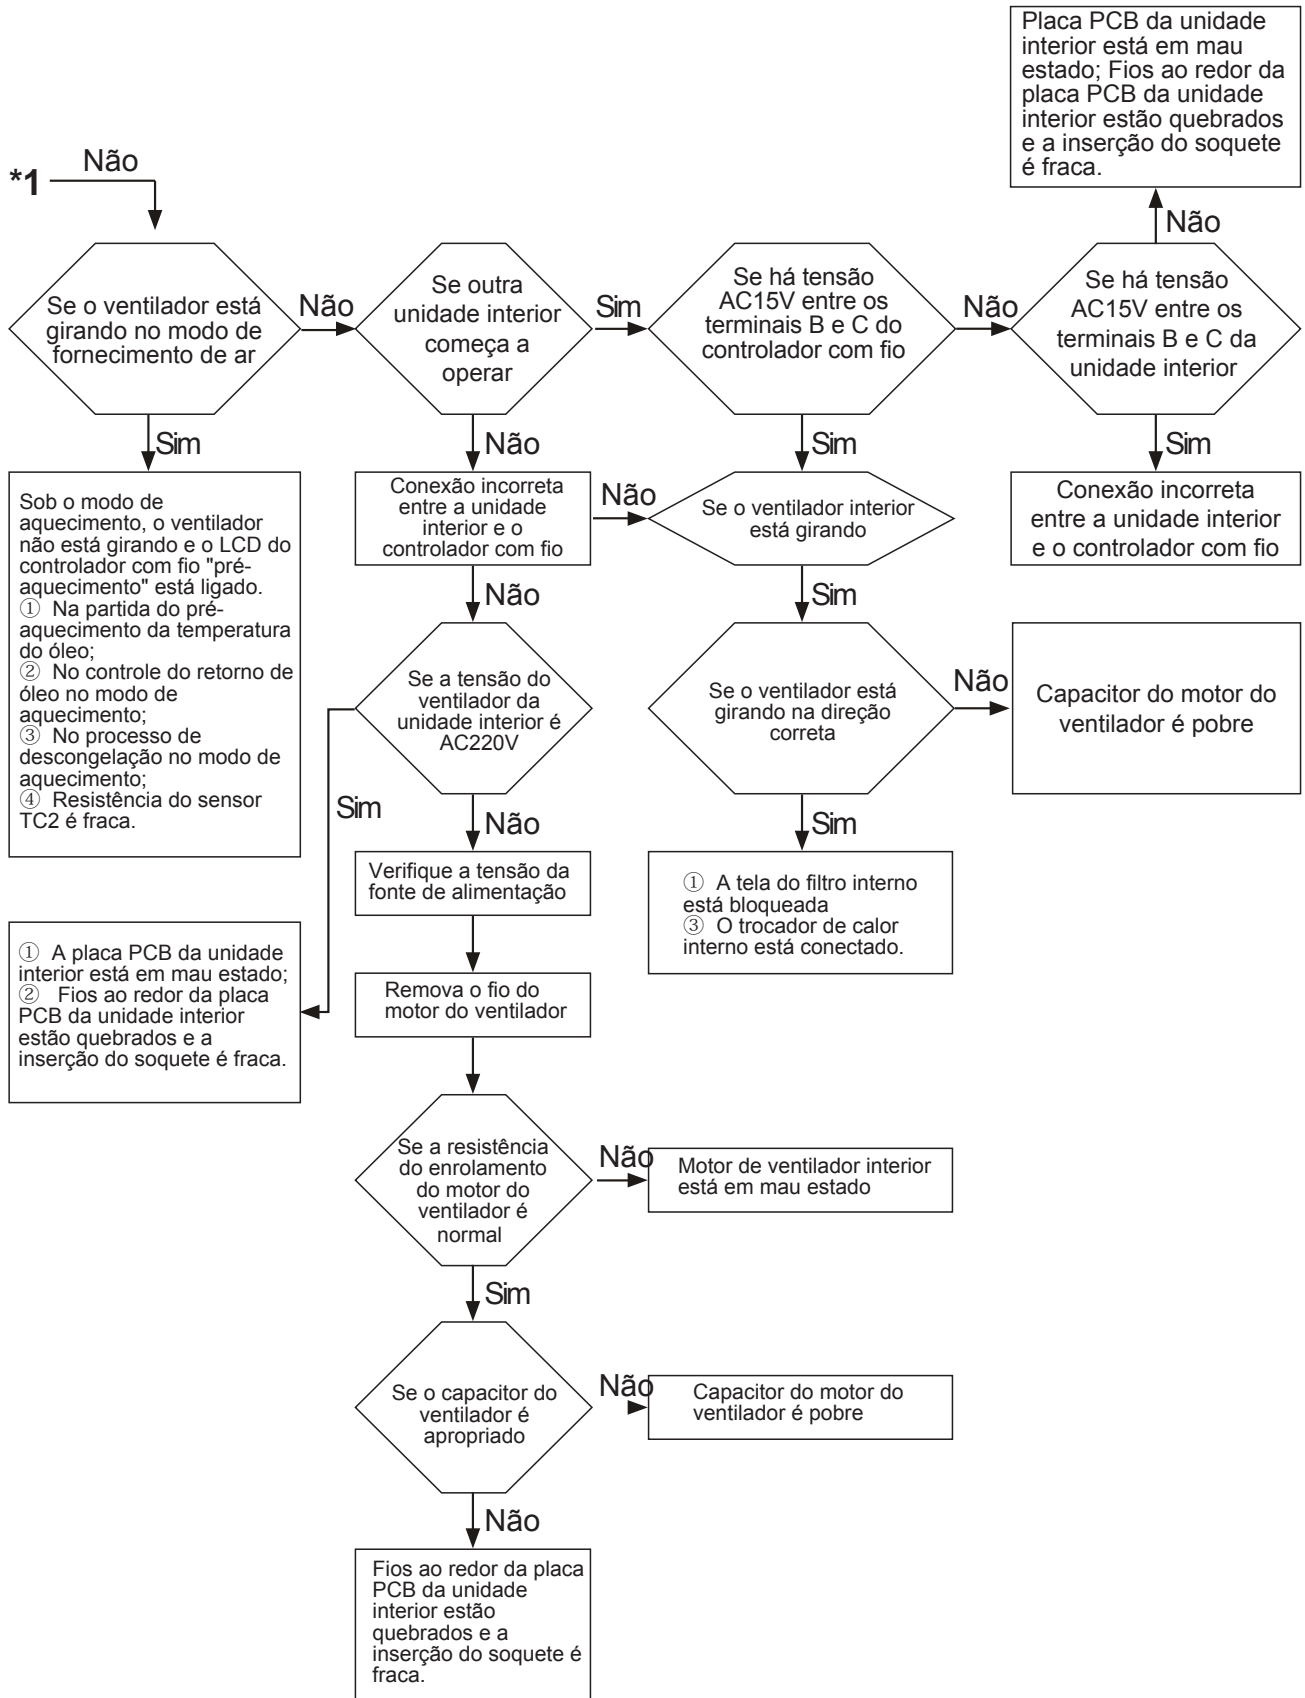 Placa PCB da unidade
interior está em mau
estado; Fios ao redor da
placa PCB da unidade
interior estão quebrados
e a inserção do soquete
é fraca.
*1
Não
Não
Se o ventilador está
girando no modo de
fornecimento de ar
Não
Se outra
unidade interior
começa a
operar
Sim
Se há tensão
AC15V entre os
terminais B e C do
controlador com fio
Não
Se há tensão
AC15V entre os
terminais B e C da
unidade interior
Sim
Não
Sim
Sim
Sob o modo de
aquecimento, o ventilador
não está girando e o LCD do
controlador com fio "pré-
aquecimento" está ligado.
① Na partida do pré-
aquecimento da temperatura
do óleo;
② No controle do retorno de
óleo no modo de
aquecimento;
③ No processo de
descongelação no modo de
aquecimento;
④ Resistência do sensor
TC2 é fraca.
Conexão incorreta
entre a unidade
interior e o
controlador com fio
Não
Se o ventilador interior
está girando
Conexão incorreta
entre a unidade interior
e o controlador com fio
Não
Sim
Se a tensão do
ventilador da
unidade interior é
AC220V
Se o ventilador está
girando na direção
correta
Não
Capacitor do motor do
ventilador é pobre
Sim
Não
Sim
Verifique a tensão da
fonte de alimentação
① A tela do filtro interno
está bloqueada
③ O trocador de calor
interno está conectado.
① A placa PCB da unidade
interior está em mau estado;
② Fios ao redor da placa
PCB da unidade interior
estão quebrados e a
inserção do soquete é fraca.
Remova o fio do
motor do ventilador
Se a resistência
do enrolamento
do motor do
ventilador é
normal
Não
Motor de ventilador interior
está em mau estado
Sim
Se o capacitor do
ventilador é
apropriado
Não
Capacitor do motor do
ventilador é pobre
Não
Fios ao redor da placa
PCB da unidade
interior estão
quebrados e a
inserção do soquete é
fraca.